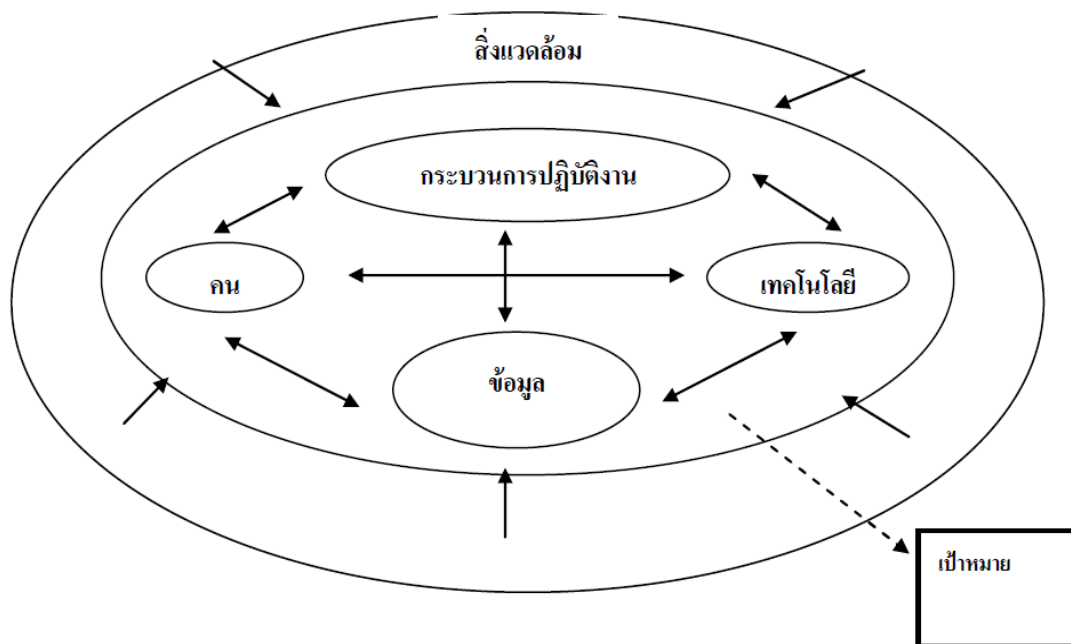 สิ่งแวดล้อม
กระบวนการปฏิบัติงาน
คน
เทคโนโลยี
ข้อมูล
เป้าหมาย